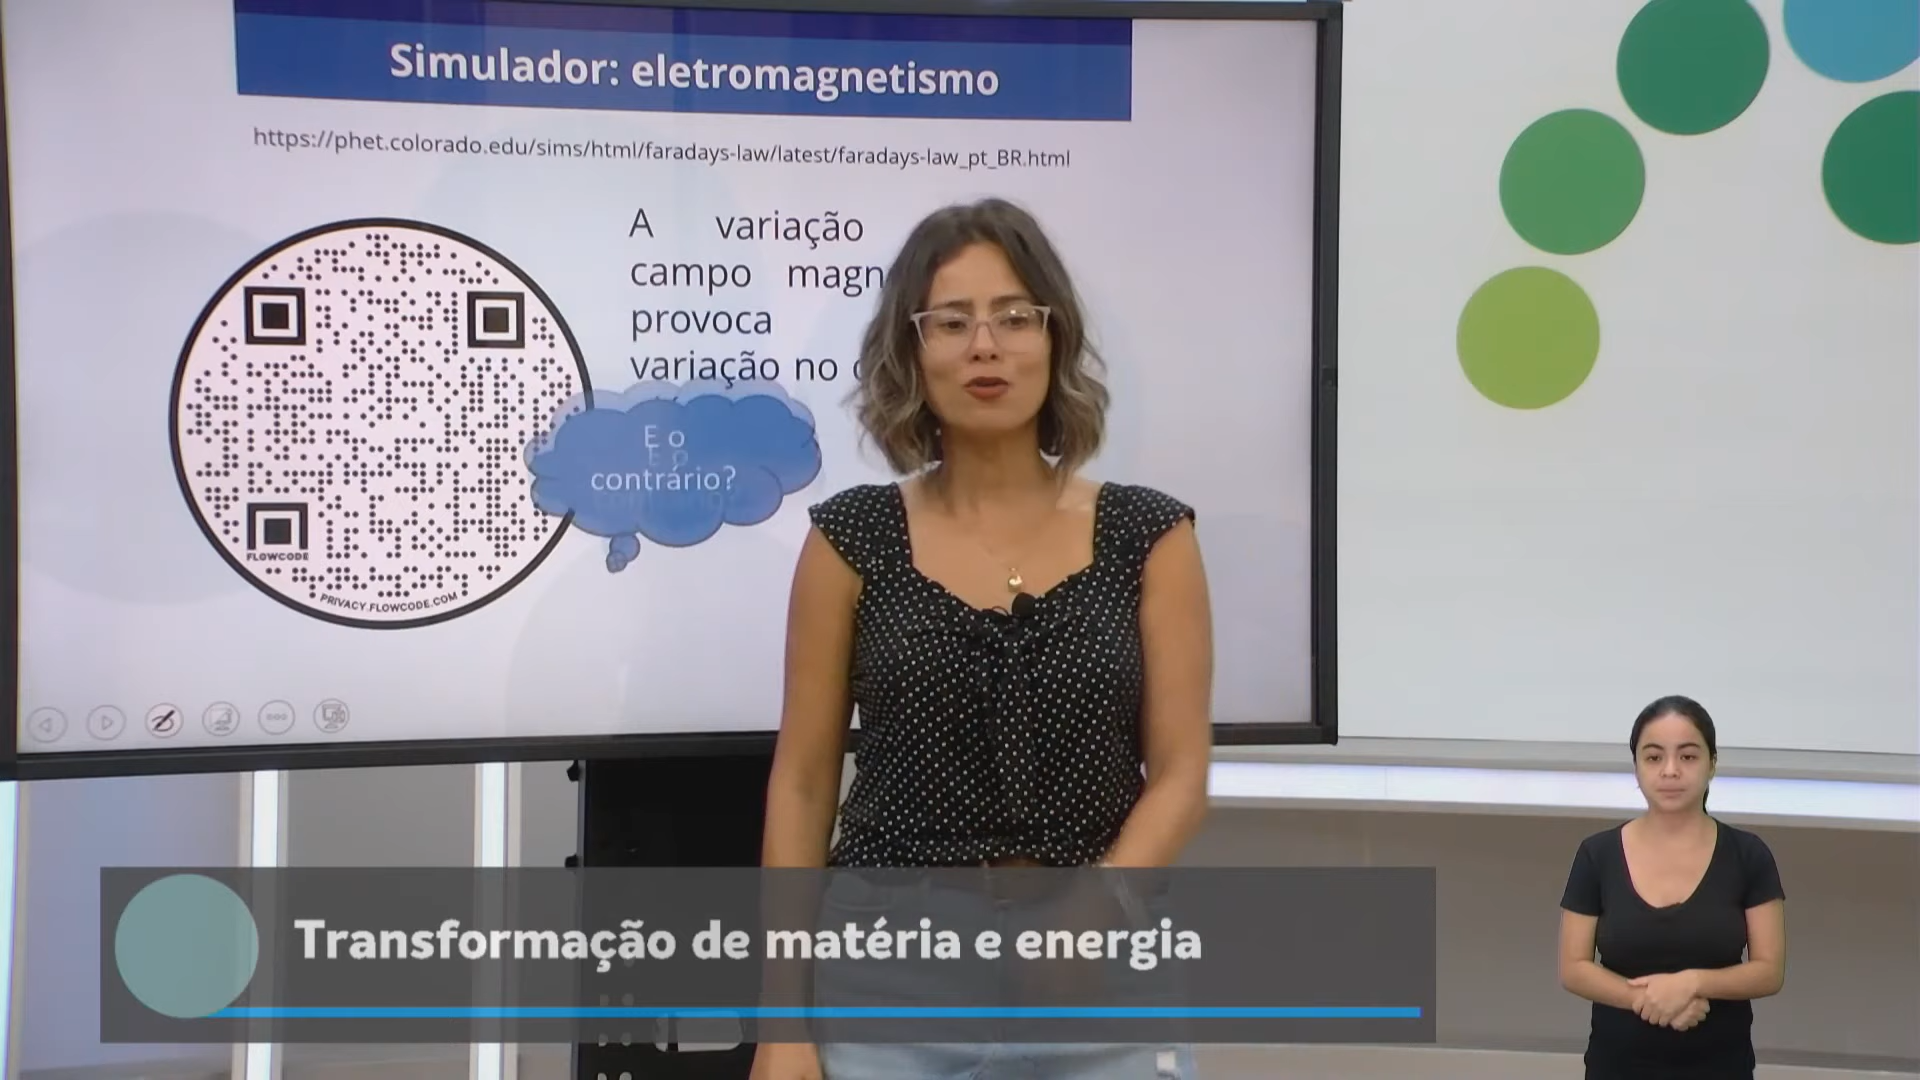 Simulador: eletromagnetismo
https://phet.colorado.edu/sims/html/faradays-law/latest/faradays-law_pt_BR.html
A variação
campo magn
provoca
variação no
E o
contrário?
FLOWCODE
PRIVACY.FLOWCODE.COM
Transformação de matéria e energia